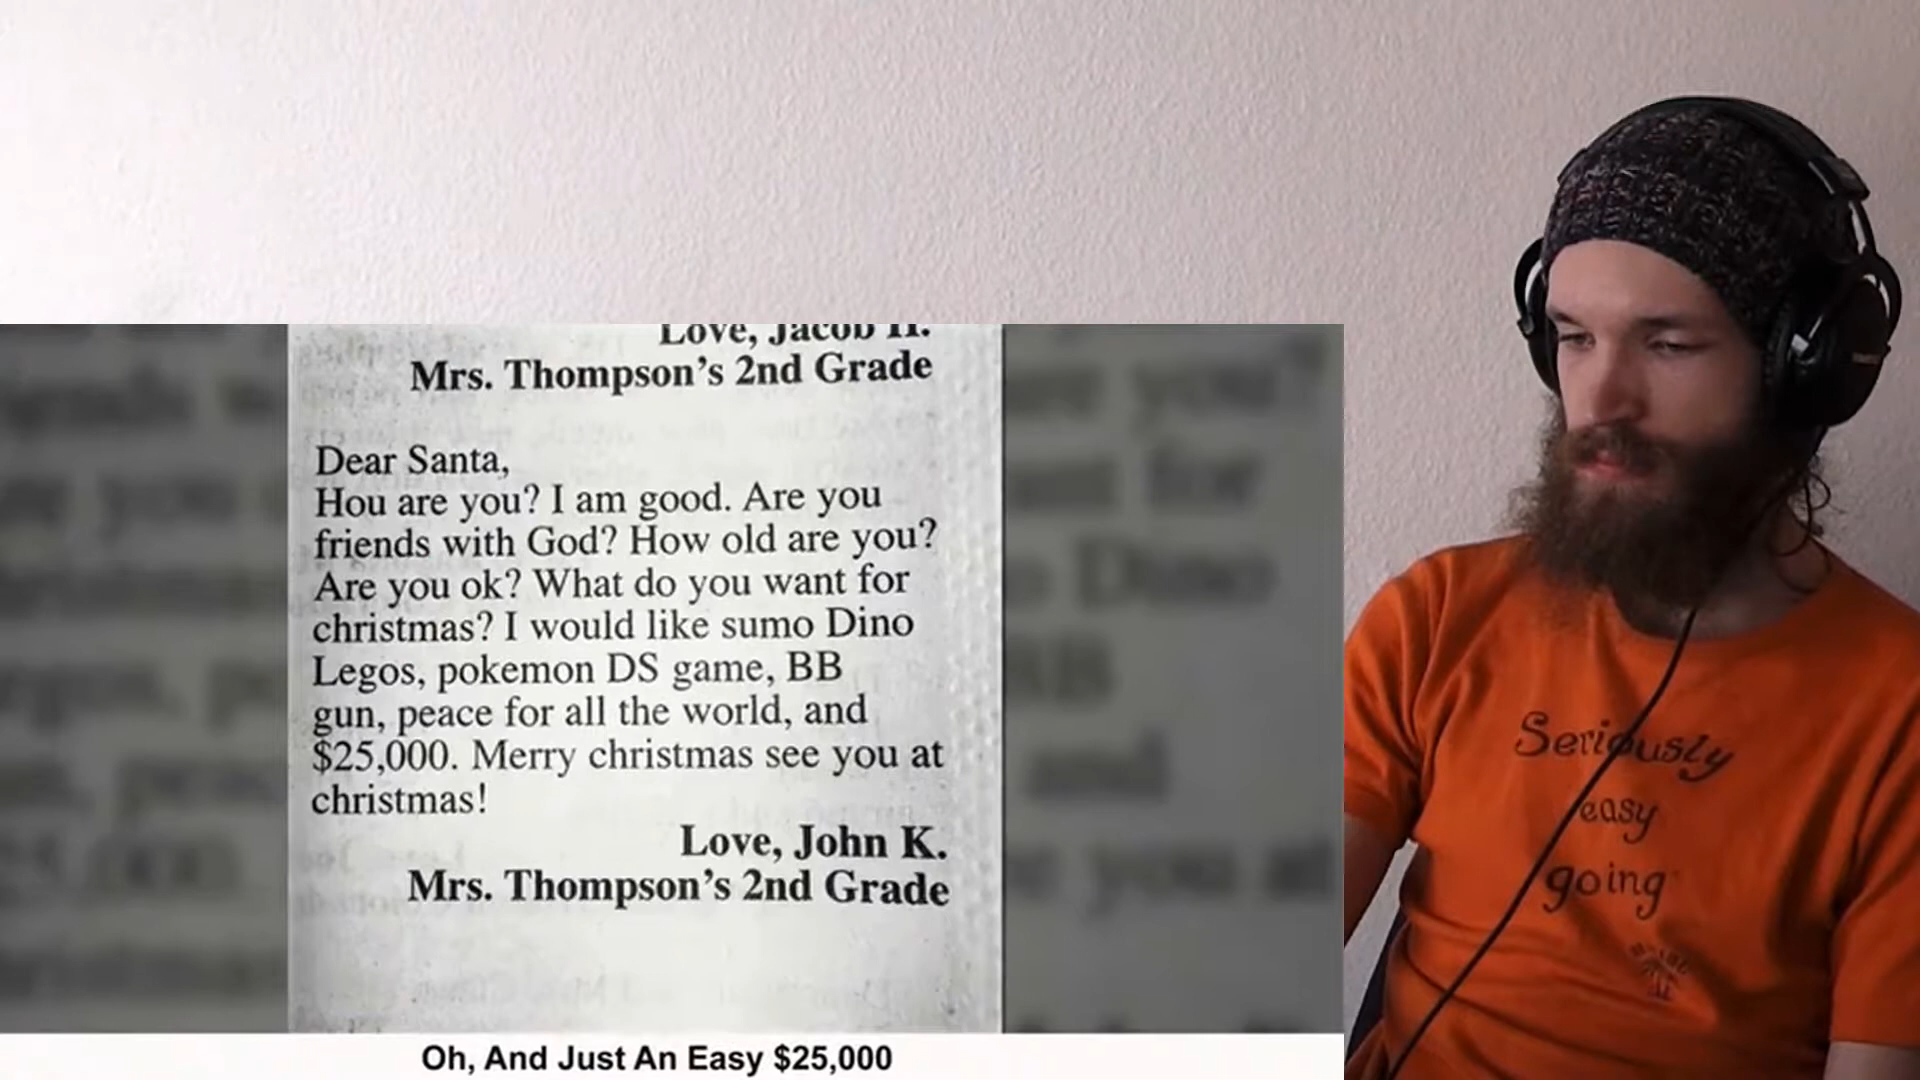 Love, Jacob H.
Mrs. Thompson's 2nd Grade
Dear Santa,
Hou are you? I am good. Are you
friends with God? How old are you?
Are you ok? What do you want for
christmas? I would like sumo Dino
Legos, pokemon DS game, BB
gun, peace for all the world, and
$25,000. Merry christmas see you at
christmas!
Love, John K.
Mrs. Thompson's 2nd Grade
Oh, And Just An Easy $25,000
Seriously
easy
going